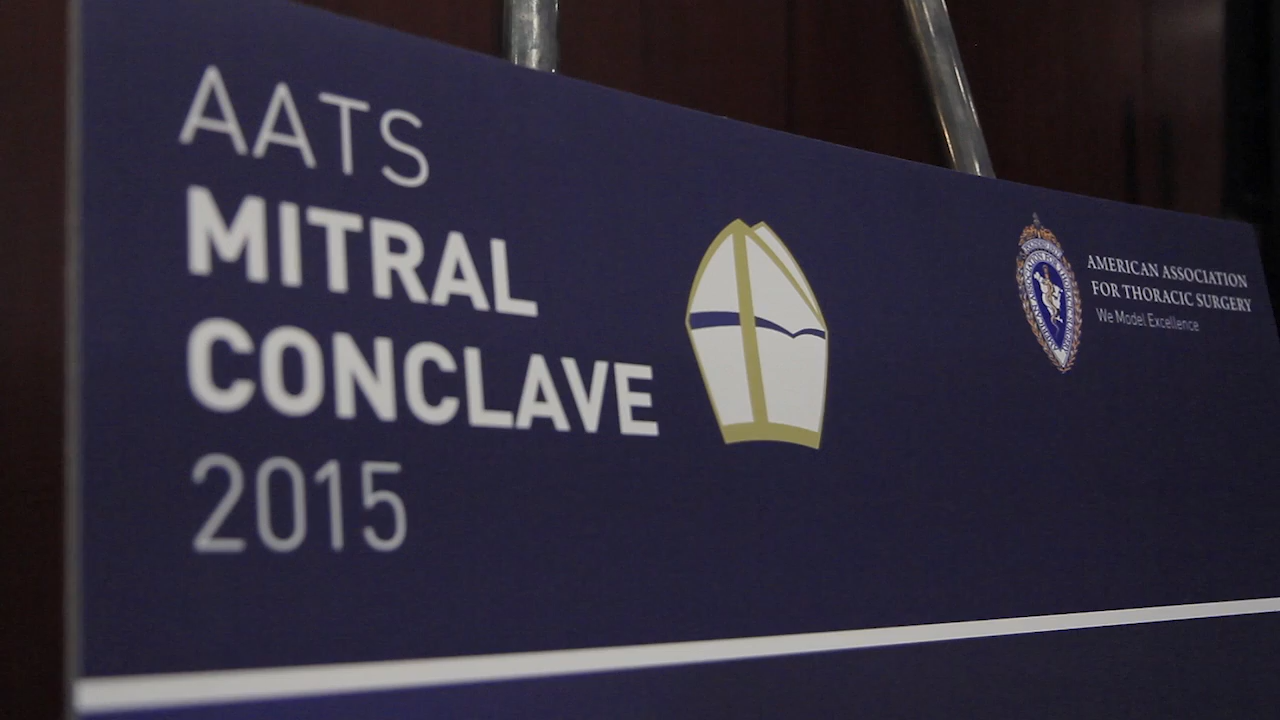 AATS
MITRAL
CONCLAVE
2015
AMERICAN ASSOCIATION
FOR THORACIC SURGERY
We Model Excellence